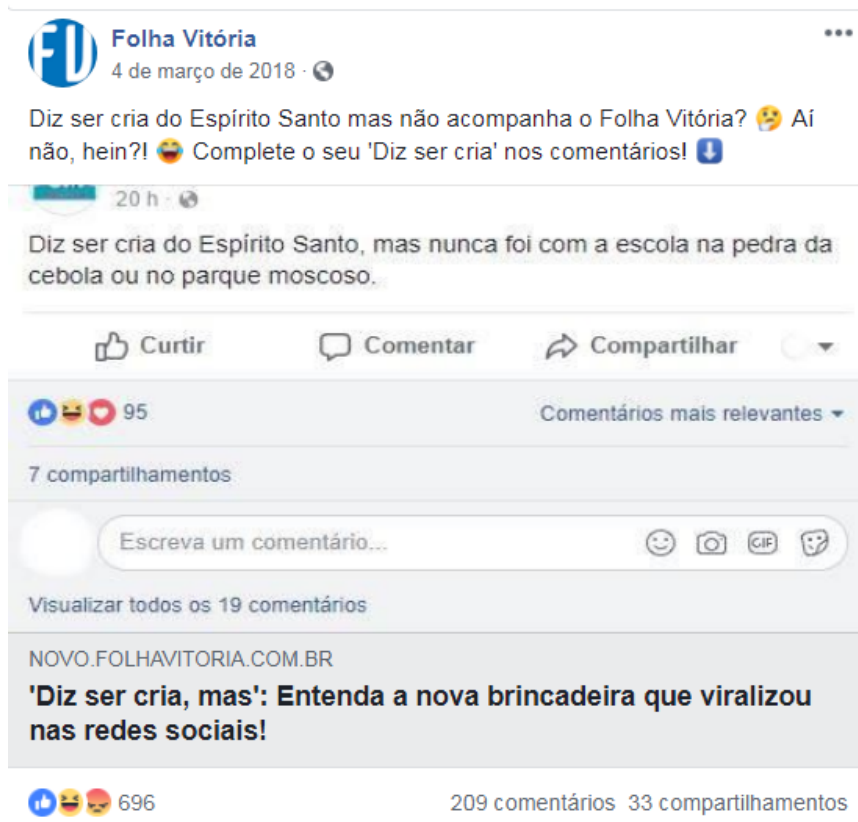 FV
Folha Vitória
4 de março de 2018 ·
Diz ser cria do Espírito Santo mas não acompanha o Folha Vitória? 🤔 Aí
não, hein?! 😂 Complete o seu 'Diz ser cria' nos comentários! ⬇️
20 h ·
Diz ser cria do Espírito Santo, mas nunca foi com a escola na pedra da
cebola ou no parque moscoso.
Curtir Comentar Compartilhar
95 Comentários mais relevantes
7 compartilhamentos
Escreva um comentário... GIF
Visualizar todos os 19 comentários
NOVO.FOLHAVITORIA.COM.BR
'Diz ser cria, mas': Entenda a nova brincadeira que viralizou
nas redes sociais!
696 209 comentários 33 compartilhamentos